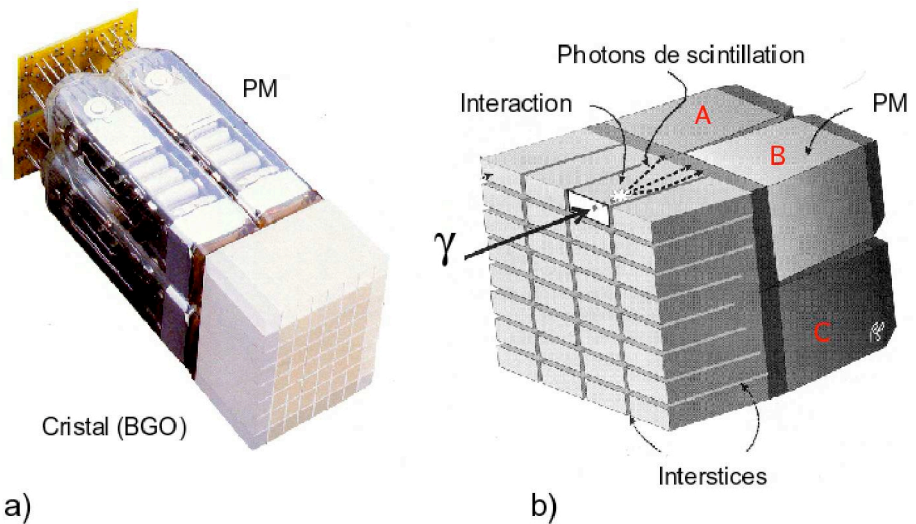 PM
Cristal (BGO)
a)
Photons de scintillation
Interaction
PM
A
B
C
γ
Interstices
b)